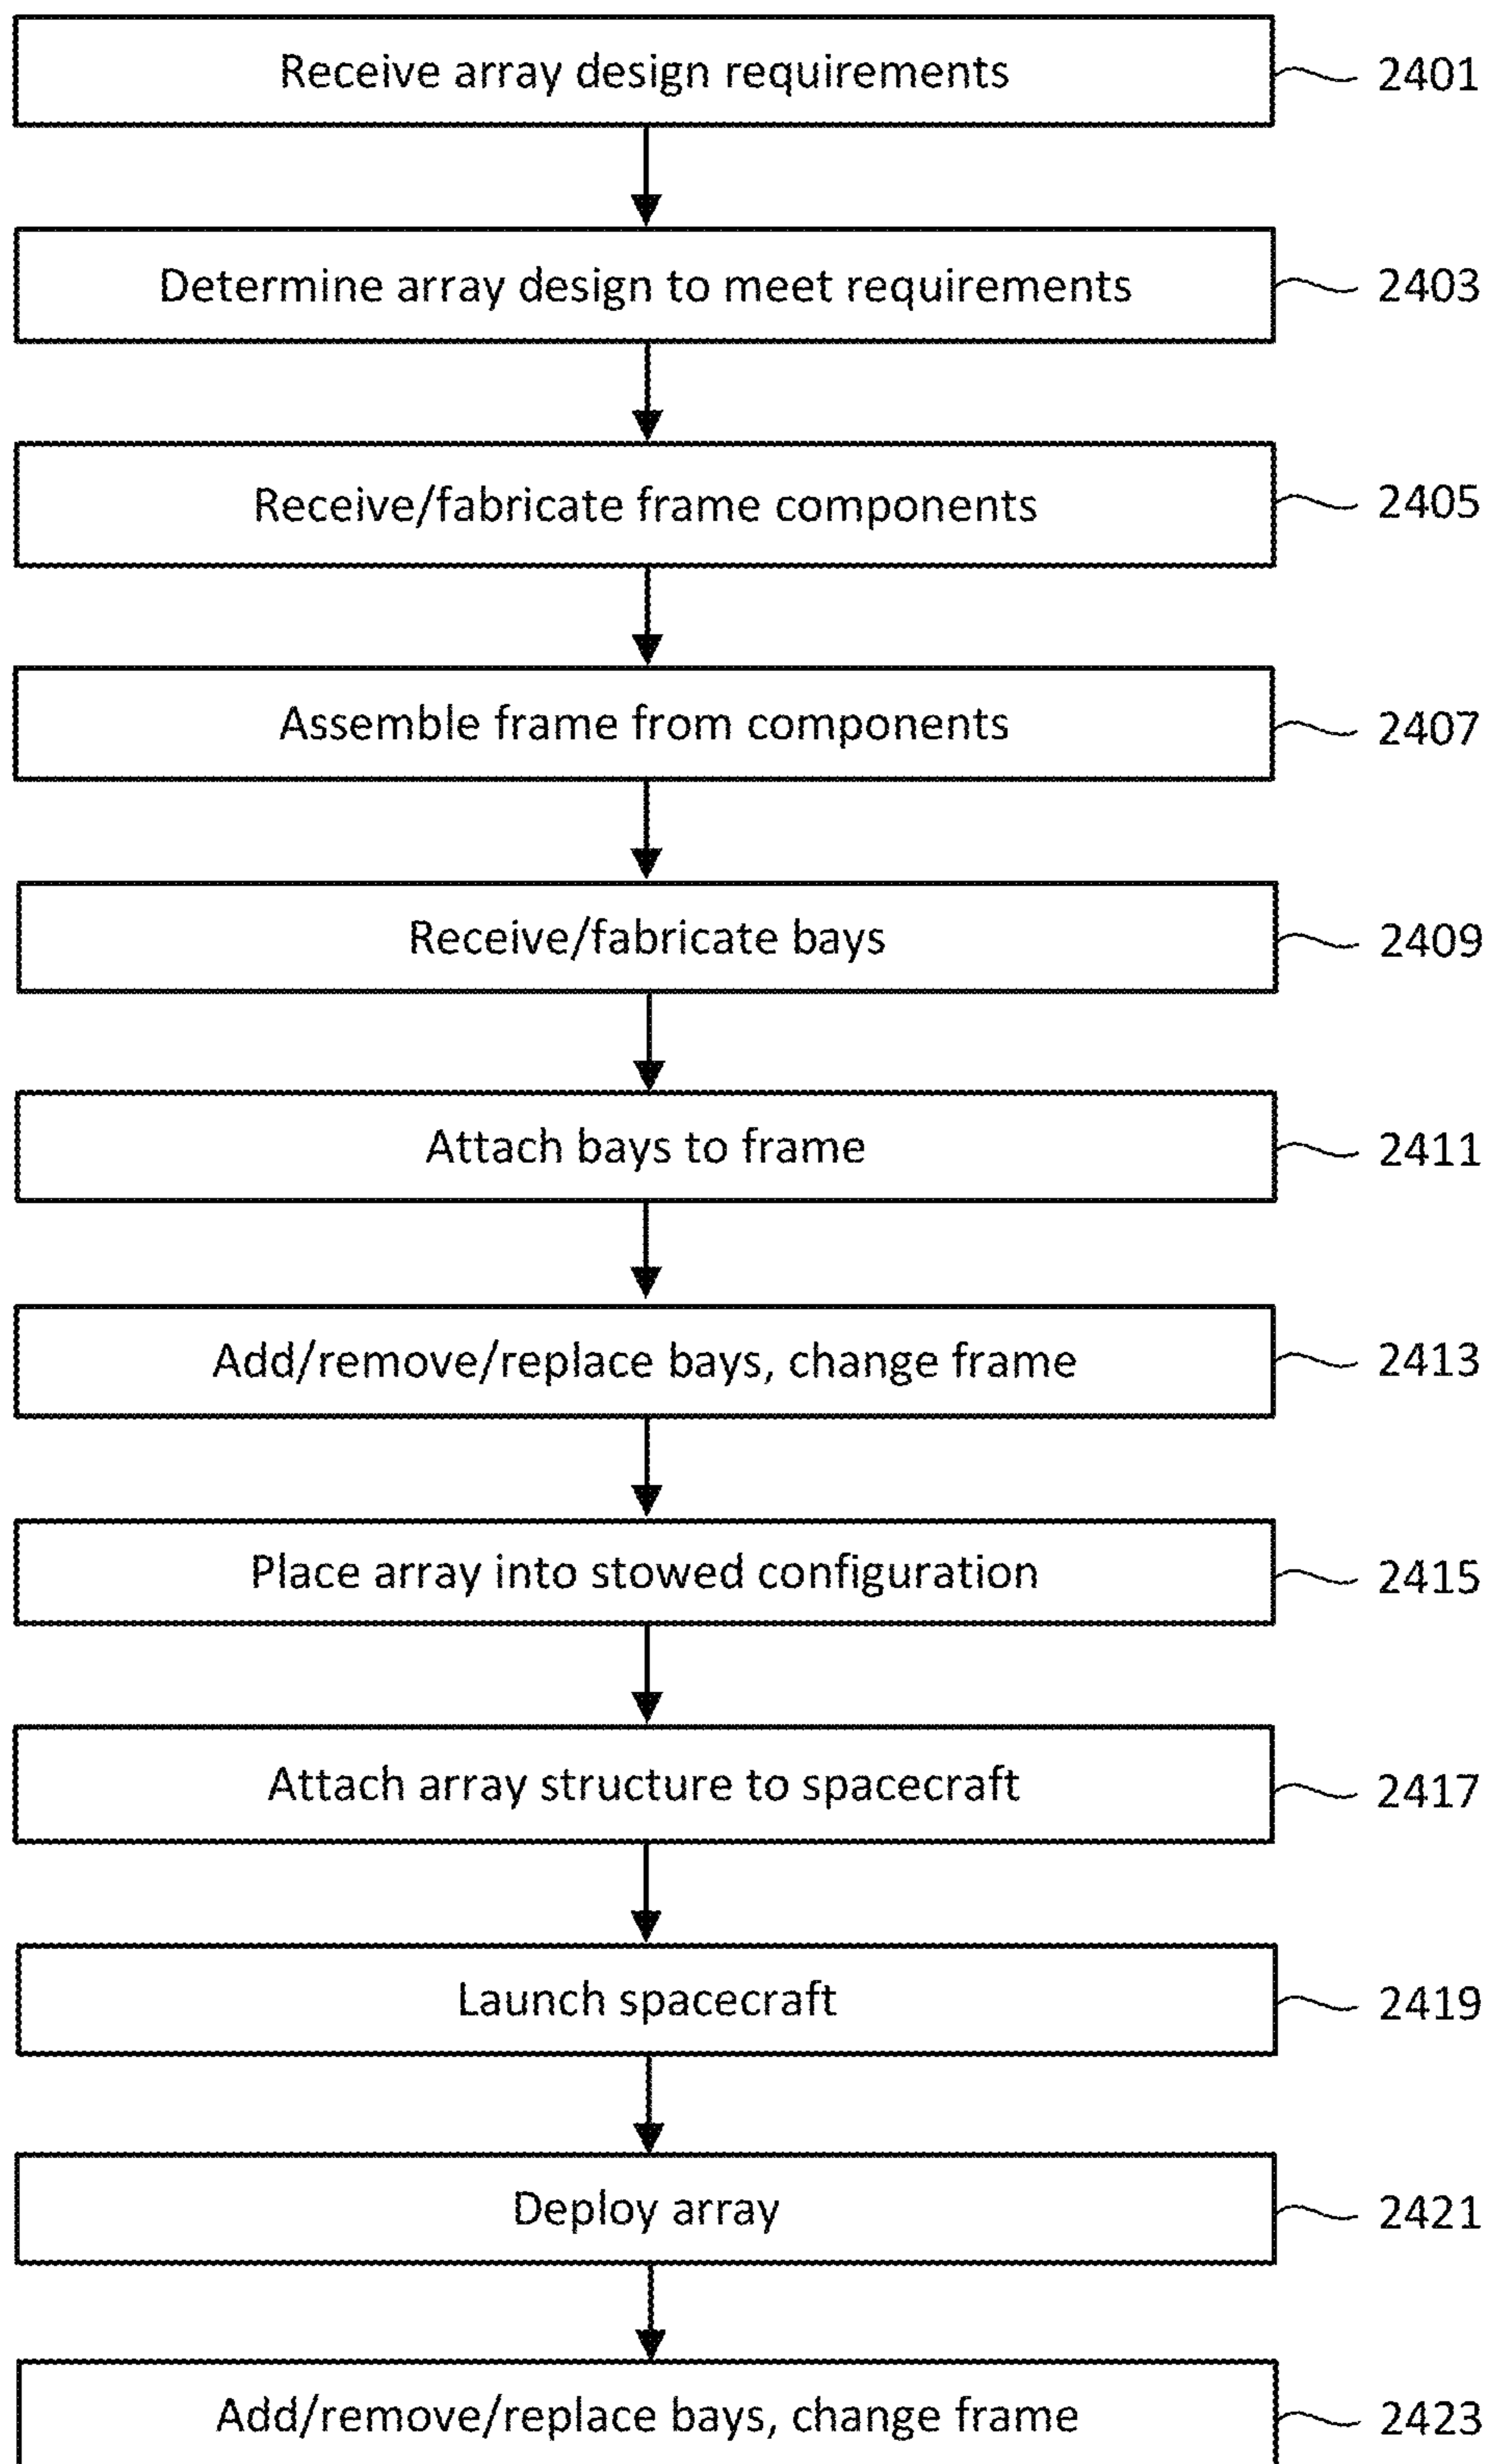 Receive array design requirements 2401
Determine array design to meet requirements 2403
Receive/fabricate frame components 2405
Assemble frame from components 2407
Receive/fabricate bays 2409
Attach bays to frame 2411
Add/remove/replace bays, change frame 2413
Place array into stowed configuration 2415
Attach array structure to spacecraft 2417
Launch spacecraft 2419
Deploy array 2421
Add/remove/replace bays, change frame 2423